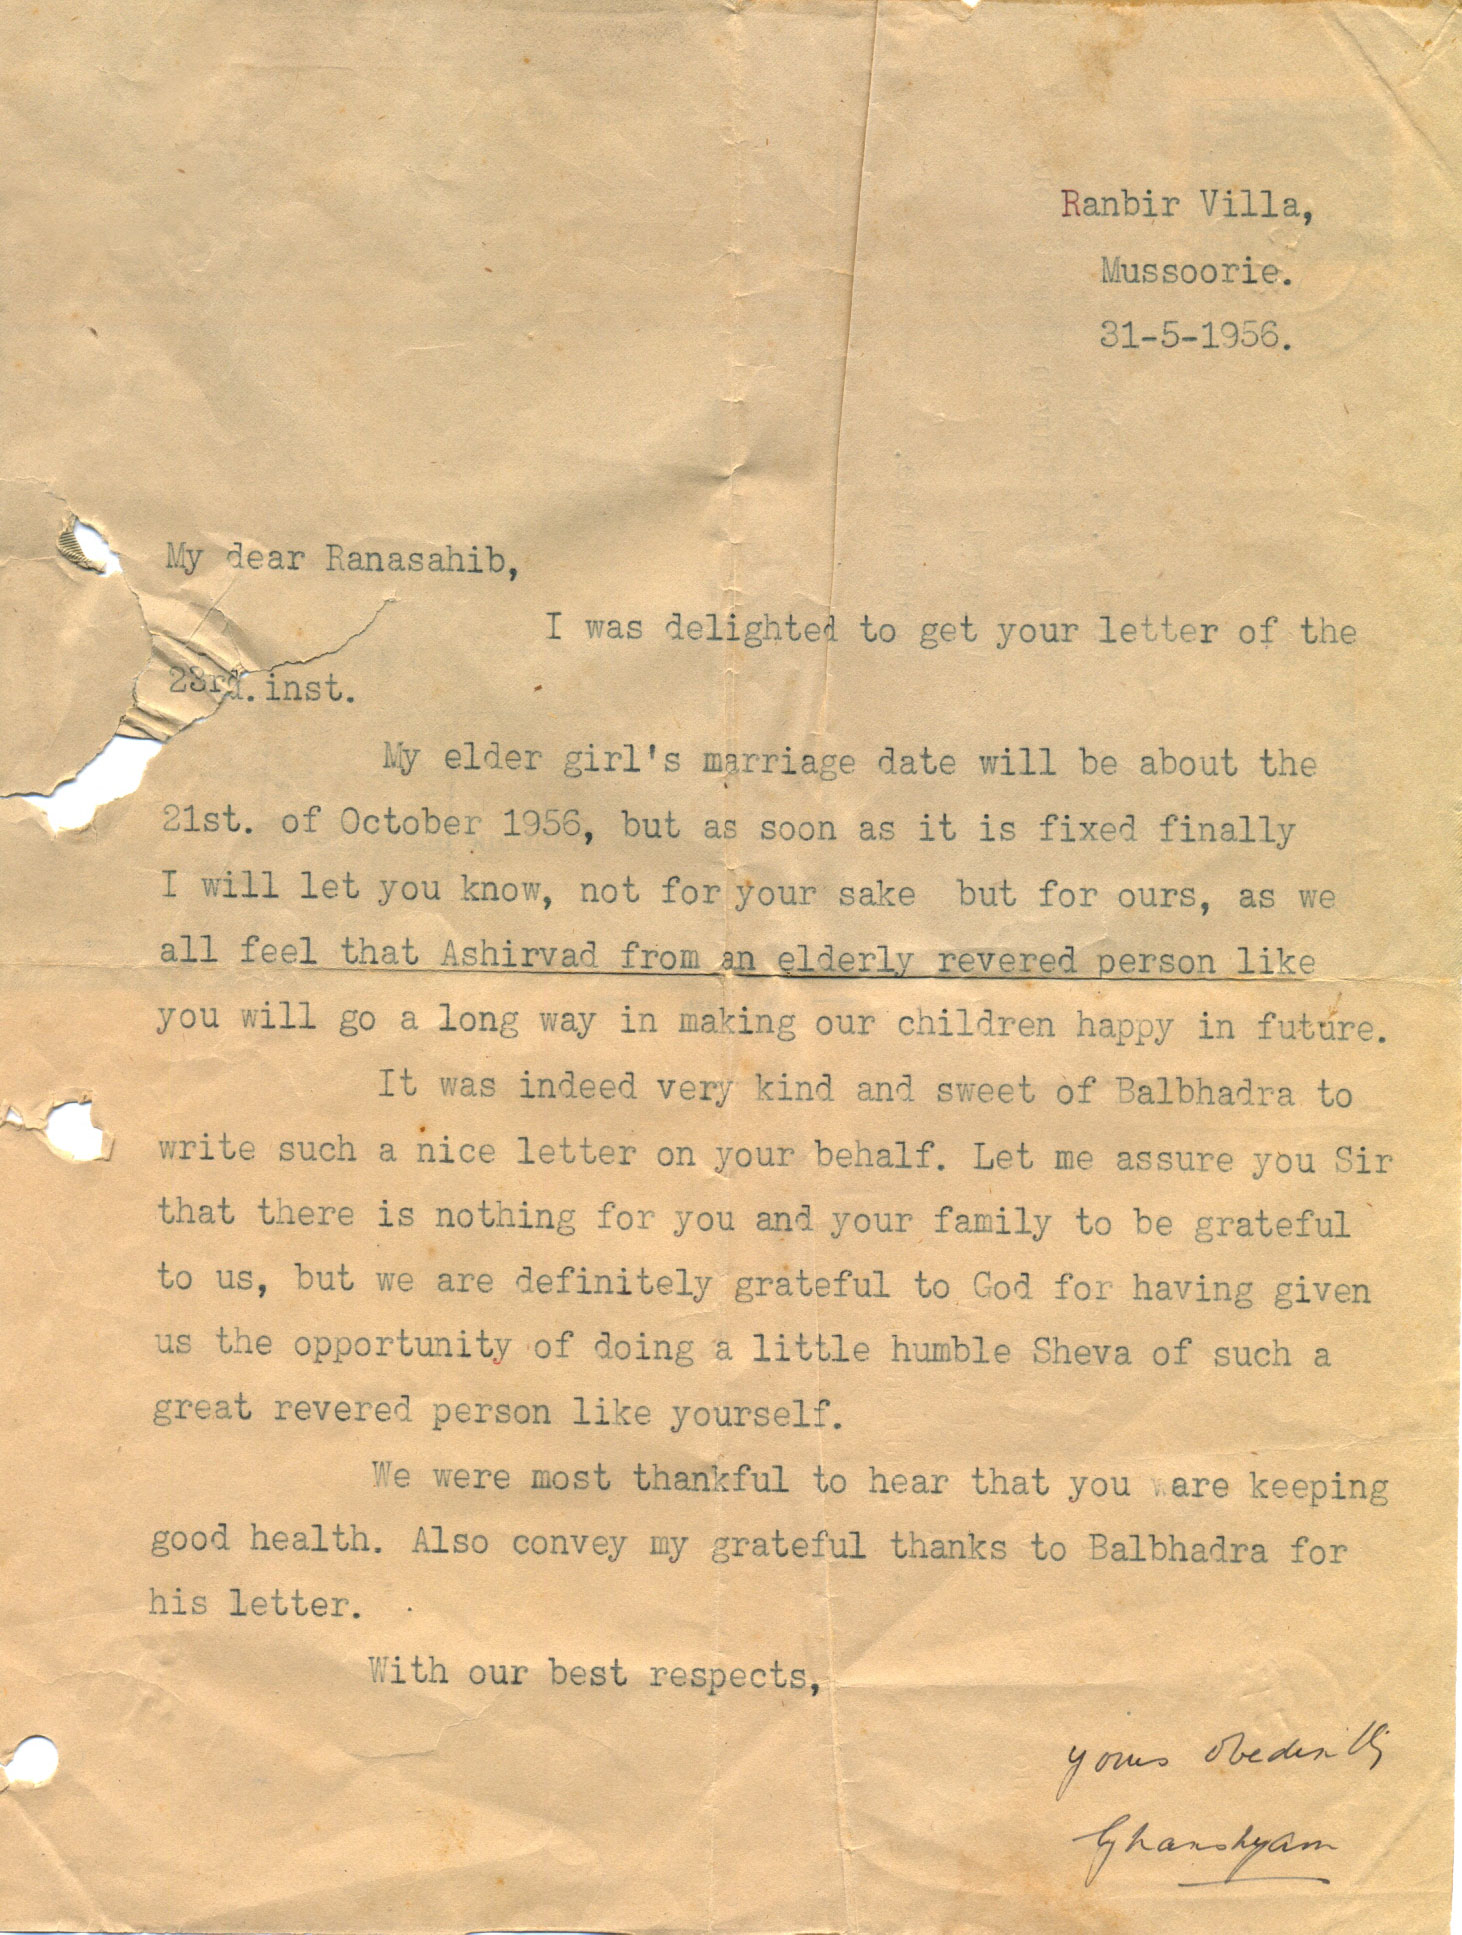 Ranbir Villa,
Mussoorie.
31-5-1956.
My dear Ranasahib,
I was delighted to get your letter of the
23rd. inst.
My elder girl's marriage date will be about the
21st. of October 1956, but as soon as it is fixed finally
I will let you know, not for your sake but for ours, as we
all feel that Ashirvad from an elderly revered person like
you will go a long way in making our children happy in future.
It was indeed very kind and sweet of Balbhadra to
write such a nice letter on your behalf. Let me assure you Sir
that there is nothing for you and your family to be grateful
to us, but we are definitely grateful to God for having given
us the opportunity of doing a little humble Sheva of such a
great revered person like yourself.
We were most thankful to hear that you are keeping
good health. Also convey my grateful thanks to Balbhadra for
his letter.
With our best respects,
yours obediently
Ghanshyam